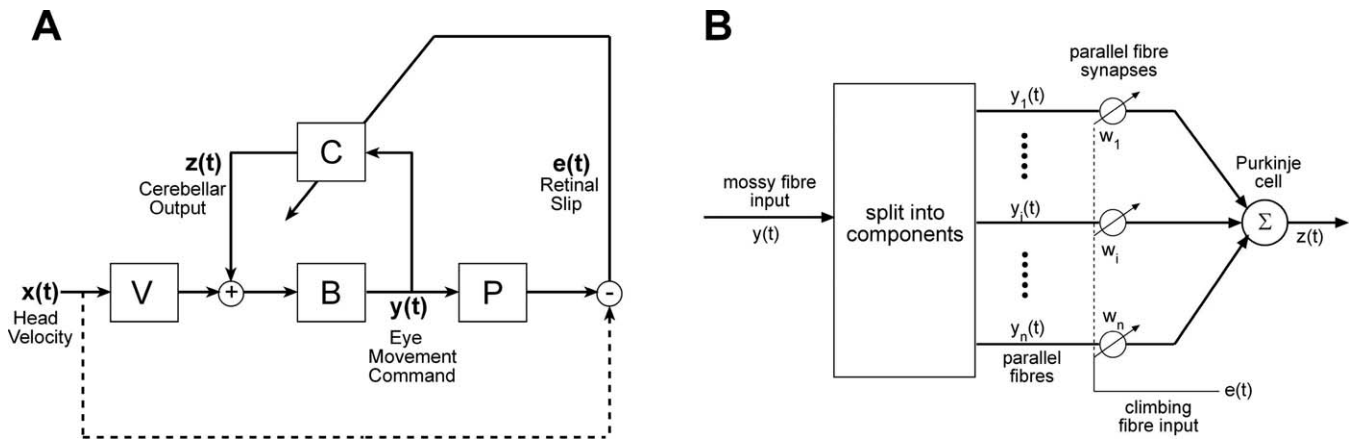 A
C
z(t)
Cerebellar
Output
e(t)
Retinal
Slip
x(t)
Head
Velocity
V
+
B
y(t)
Eye
Movement
Command
P
-
B
parallel fibre
synapses
mossy fibre
input
y(t)
split into
components
y1(t)
w1
yi(t)
wi
yn(t)
wn
parallel
fibres
Purkinje
cell
Σ
z(t)
e(t)
climbing
fibre input